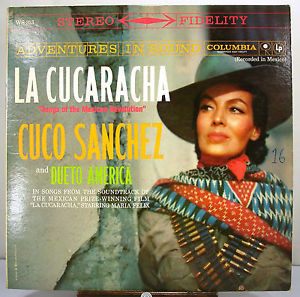 STEREO FIDELITY
ADVENTURES IN SOUND COLUMBIA LP
(Recorded in Mexico)
LA CUCARACHA
"Songs of the Mexican Revolution"
CUCO SANCHEZ
and DUETO AMERICA
IN SONGS FROM THE SOUNDTRACK OF
THE MEXICAN PRIZE-WINNING FILM
"LA CUCARACHA," STARRING MARIA FELIX
16